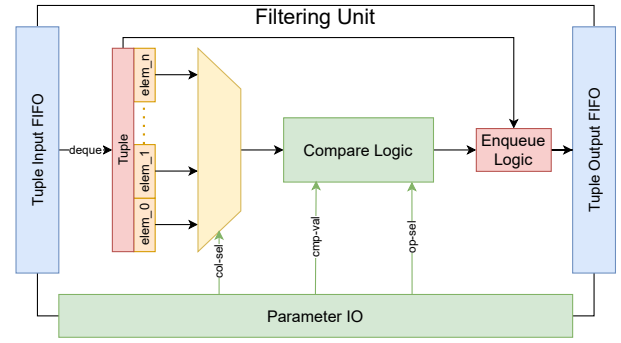 Filtering Unit
Tuple Input FIFO
deque
Tuple
elem_n
elem_1
elem_0
Compare Logic
Enqueue
Logic
Tuple Output FIFO
col-sel
cmp-val
op-sel
Parameter IO